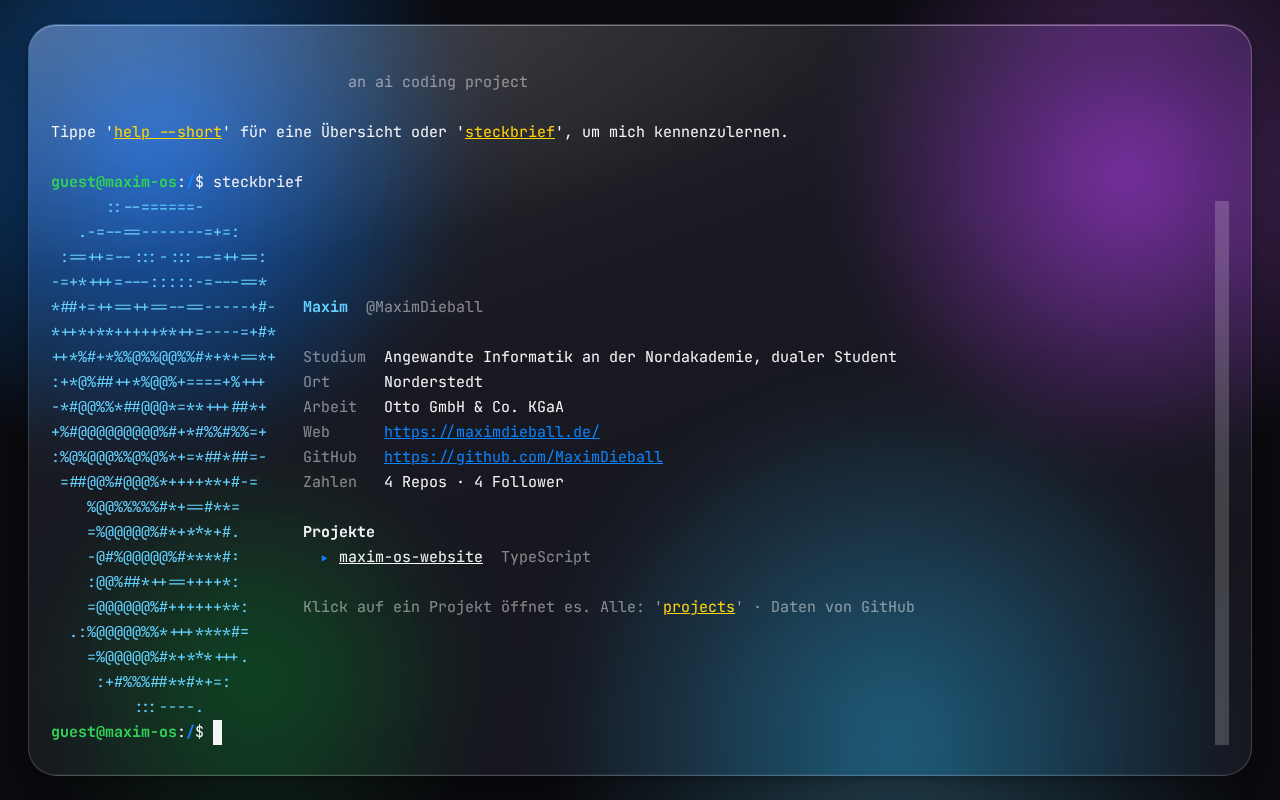 an ai coding project
Tippe 'help --short' für eine Übersicht oder 'steckbrief', um mich kennenzulernen.
guest@maxim-os:/$ steckbrief
::--======-
.-=--==-------=+=:
:==++=--:::-:::--=++==:
-=+*+++=---:::::-=---==*
*##+=++==++==--==-----+#-   Maxim  @MaximDieball
*++*+**+++++**++=----=+#*
++*%#+*%%@%%@@%%#*+*+==*+   Studium  Angewandte Informatik an der Nordakademie, dualer Student
:+*@%##++*%@@%+====+%+++    Ort      Norderstedt
-*#@@%%*##@@@*=**+++##*+    Arbeit   Otto GmbH & Co. KGaA
+%#@@@@@@@@@%#+*#%%#%%=+    Web      https://maximdieball.de/
:%@%@@@%%@%@%*+=*##*##=-    GitHub   https://github.com/MaximDieball
=##@@%#@@@%*+++++**+#-=     Zahlen   4 Repos · 4 Follower
%@@%%%%%#*+==#**=
=%@@@@@%#*+**+#.            Projekte
-@#%@@@@@%#****#:           ▸ maxim-os-website  TypeScript
:@@%##*++==++++*:
=@@@@@@%#++++++**:          Klick auf ein Projekt öffnet es. Alle: 'projects' · Daten von GitHub
.:%@@@@@%%*+++****#=
=%@@@@@%#*+**+++.
:+#%%%##**#*+=:
:::----.
guest@maxim-os:/$